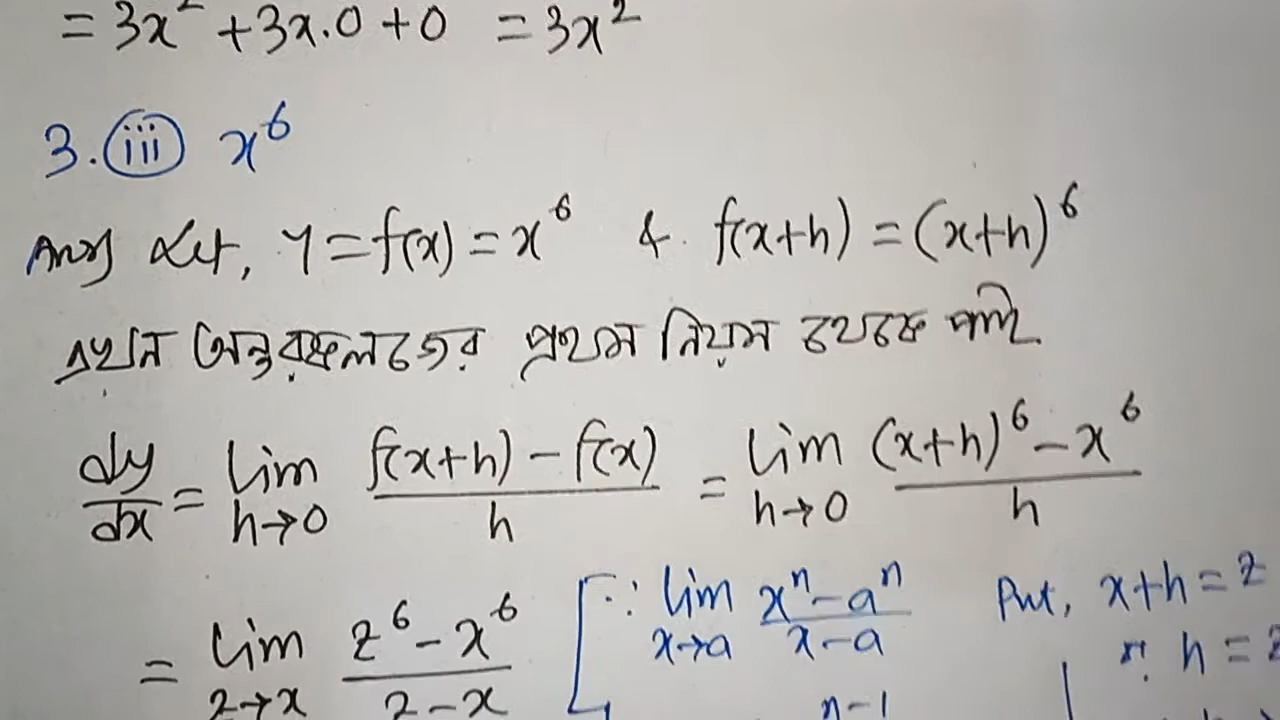 = 3x² + 3x.0 + 0 = 3x²
3. (iii) x⁶
Ans Let, y = f(x) = x⁶ & f(x+h) = (x+h)⁶
এখন অন্তরকলজের প্রথম নিয়ম থেকে পাই
dy/dx = lim h→0 f(x+h) - f(x) / h = lim h→0 (x+h)⁶ - x⁶ / h
= lim z→x z⁶ - x⁶ / z - x [∵ lim x→a xⁿ - aⁿ / x - a Put, x+h = z
n-1 ∴ h = z